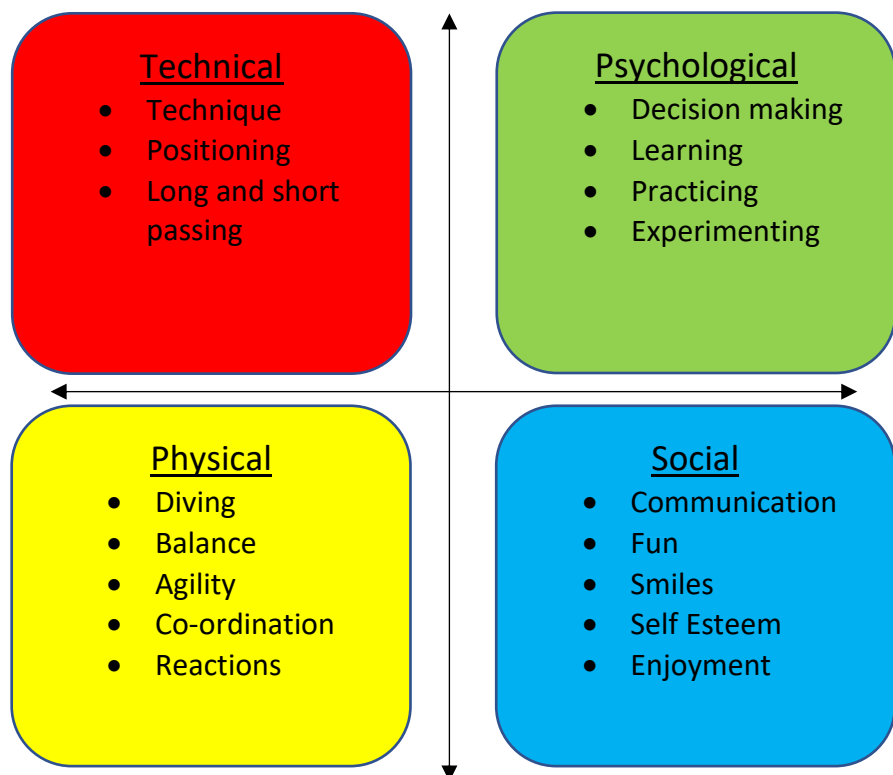 Technical
• Technique
• Positioning
• Long and short
passing
Psychological
• Decision making
• Learning
• Practicing
• Experimenting
Physical
• Diving
• Balance
• Agility
• Co-ordination
• Reactions
Social
• Communication
• Fun
• Smiles
• Self Esteem
• Enjoyment